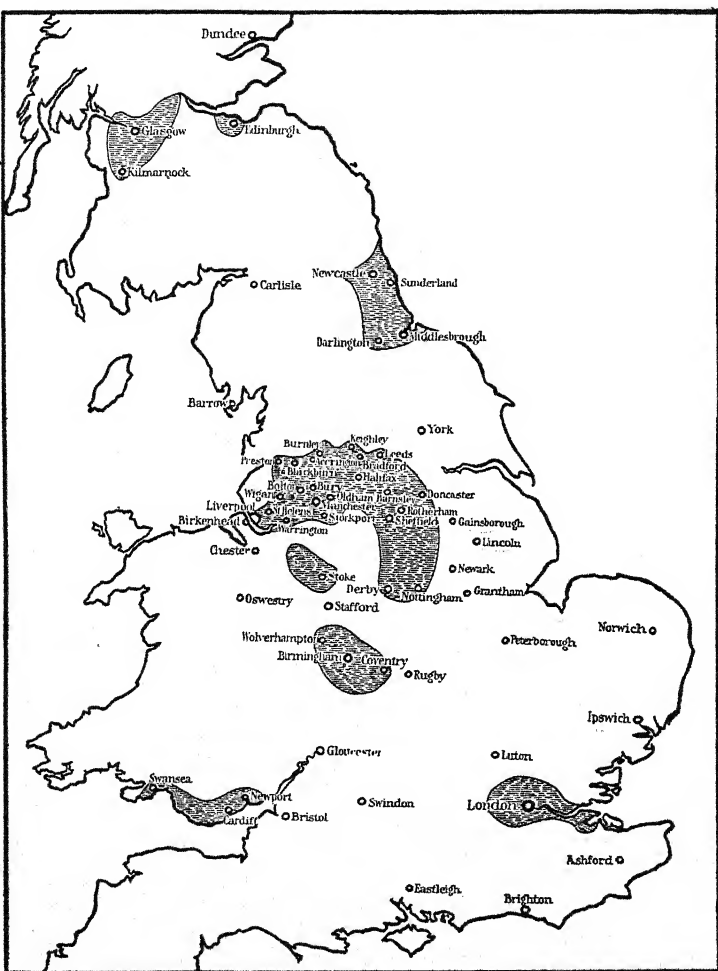 Dundee
Glasgow
Edinburgh
Kilmarnock
Newcastle
Sunderland
Carlisle
Darlington
Middlesbrough
Barrow
York
Burnley
Keighley
Leeds
Preston
Accrington
Bradford
Blackburn
Halifax
Bolton
Bury
Wigan
Oldham
Barnsley
Doncaster
Manchester
Liverpool
St Helens
Rotherham
Birkenhead
Stockport
Sheffield
Gainsborough
Warrington
Lincoln
Chester
Stoke
Newark
Derby
Nottingham
Grantham
Oswestry
Stafford
Wolverhampton
Peterborough
Norwich
Birmingham
Coventry
Rugby
Ipswich
Gloucester
Luton
Swansea
Newport
Swindon
London
Cardiff
Bristol
Ashford
Eastleigh
Brighton